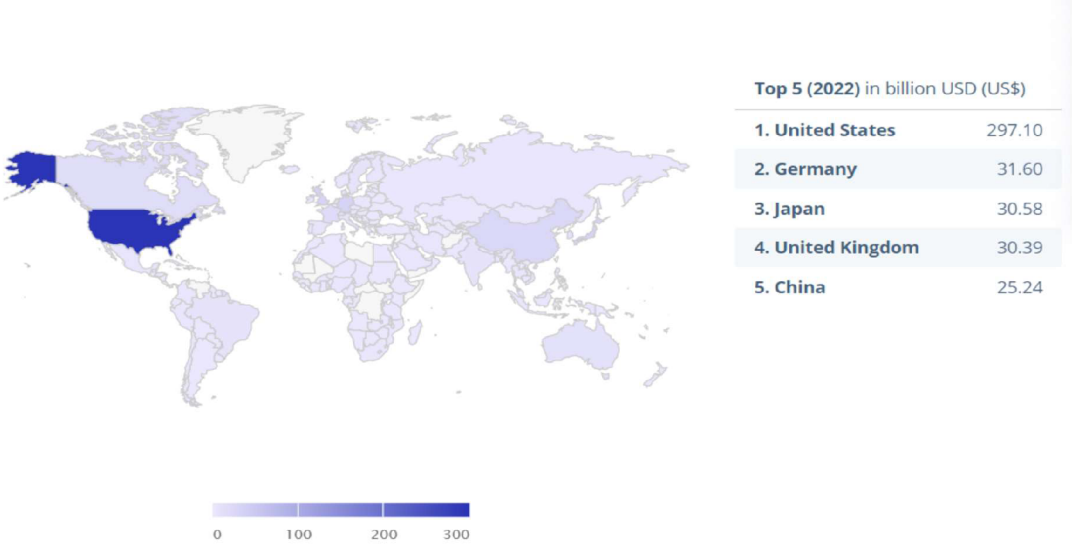 Top 5 (2022) in billion USD (US$)
1. United States 297.10
2. Germany 31.60
3. Japan 30.58
4. United Kingdom 30.39
5. China 25.24
0 100 200 300